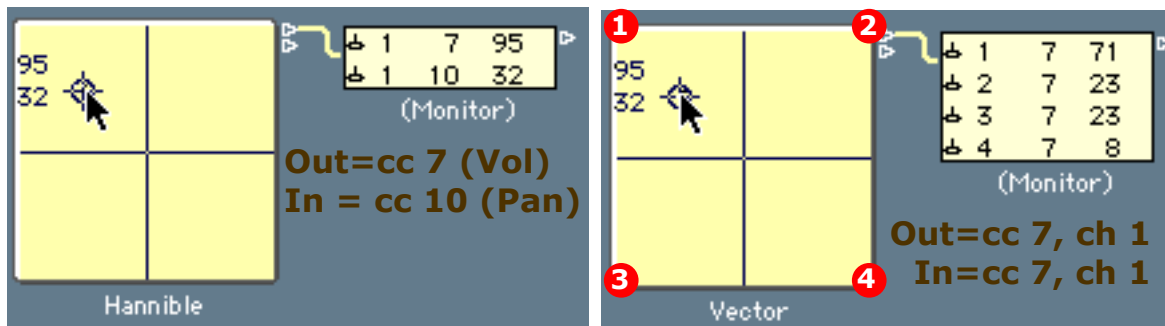 95
32
1 7 95
1 10 32
(Monitor)
Out=cc 7 (Vol)
In = cc 10 (Pan)
Hannible
1
2
95
32
1 7 71
2 7 23
3 7 23
4 7 8
(Monitor)
Out=cc 7, ch 1
In=cc 7, ch 1
3
4
Vector